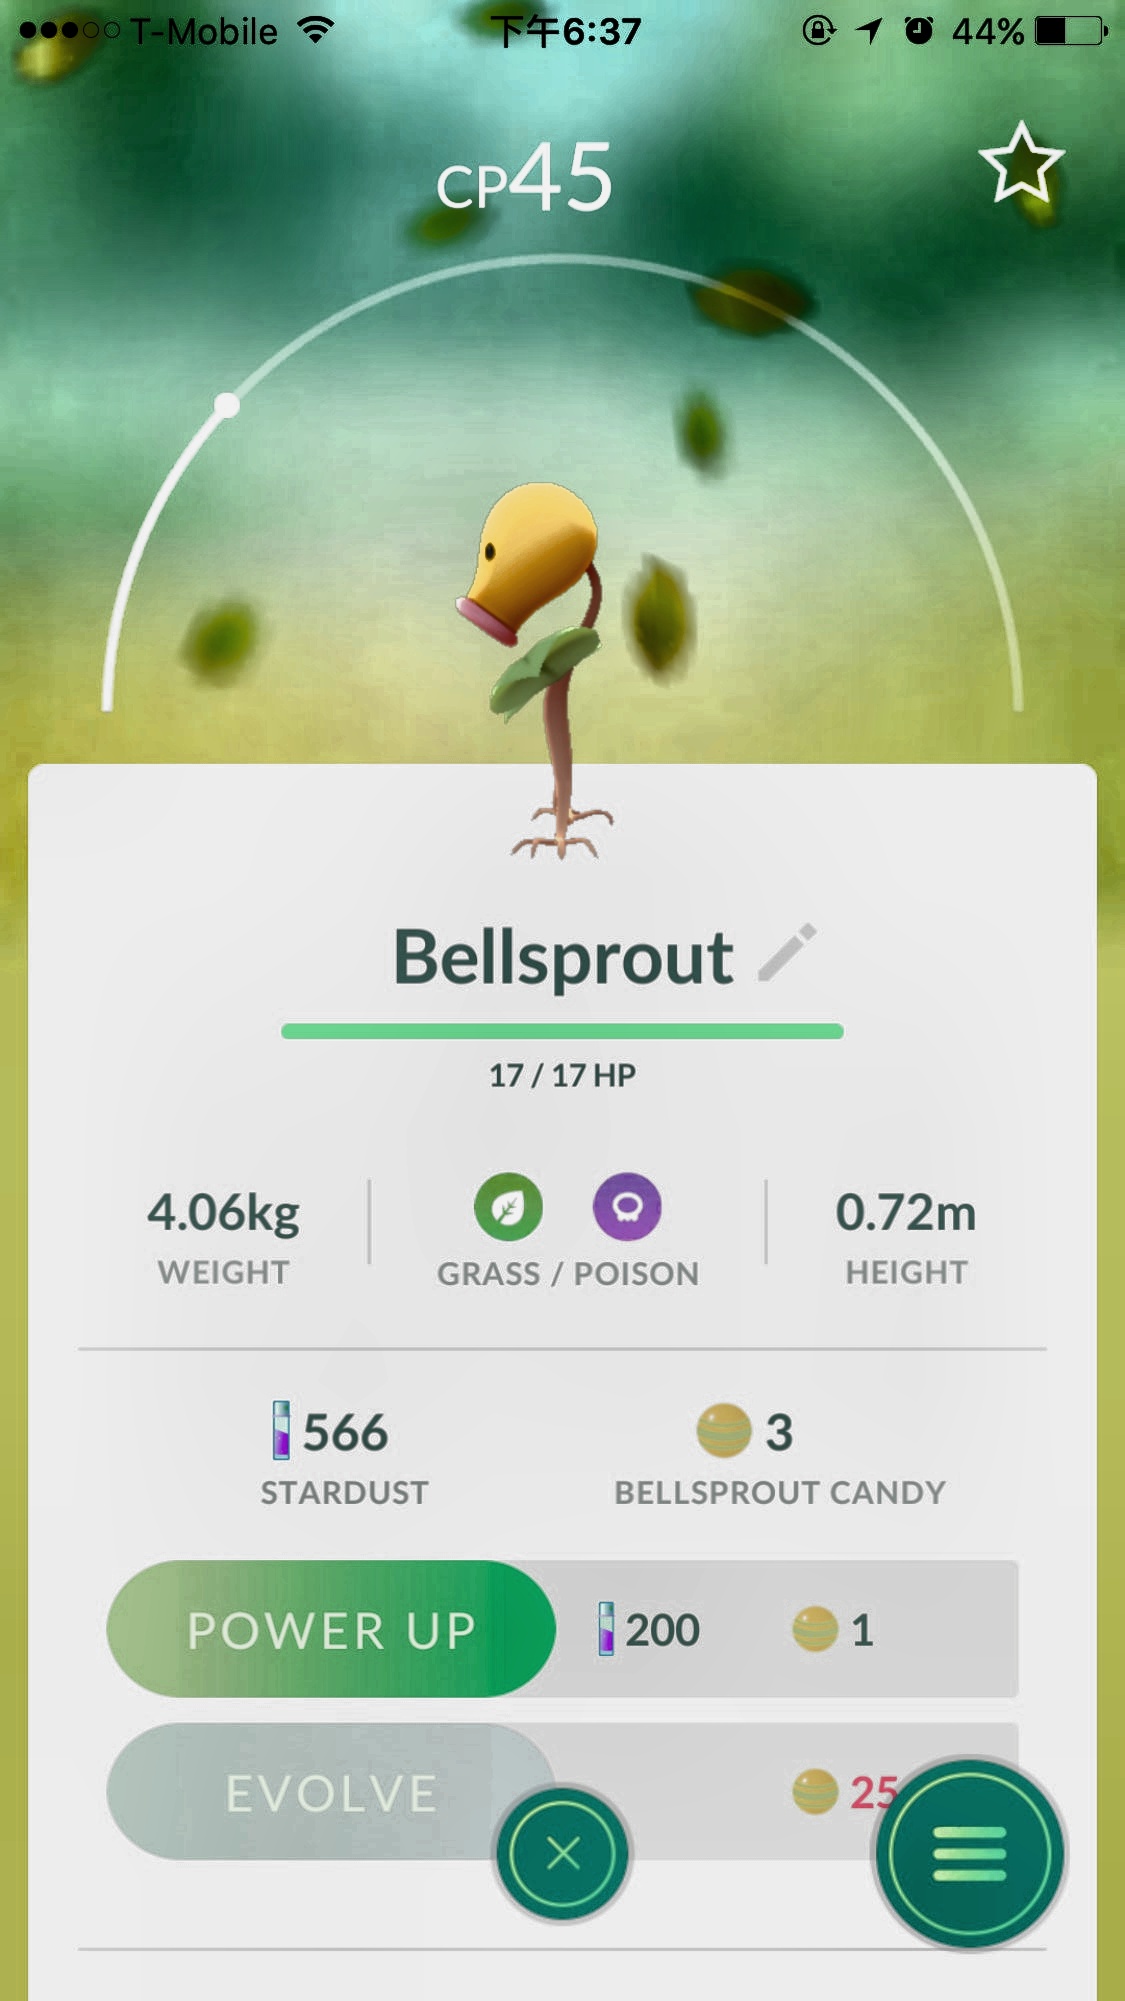 T-Mobile 下午6:37 44%
CP45
Bellsprout
17 / 17 HP
4.06kg
WEIGHT
GRASS / POISON
0.72m
HEIGHT
566
STARDUST
3
BELLSPROUT CANDY
POWER UP 200 1
EVOLVE 25